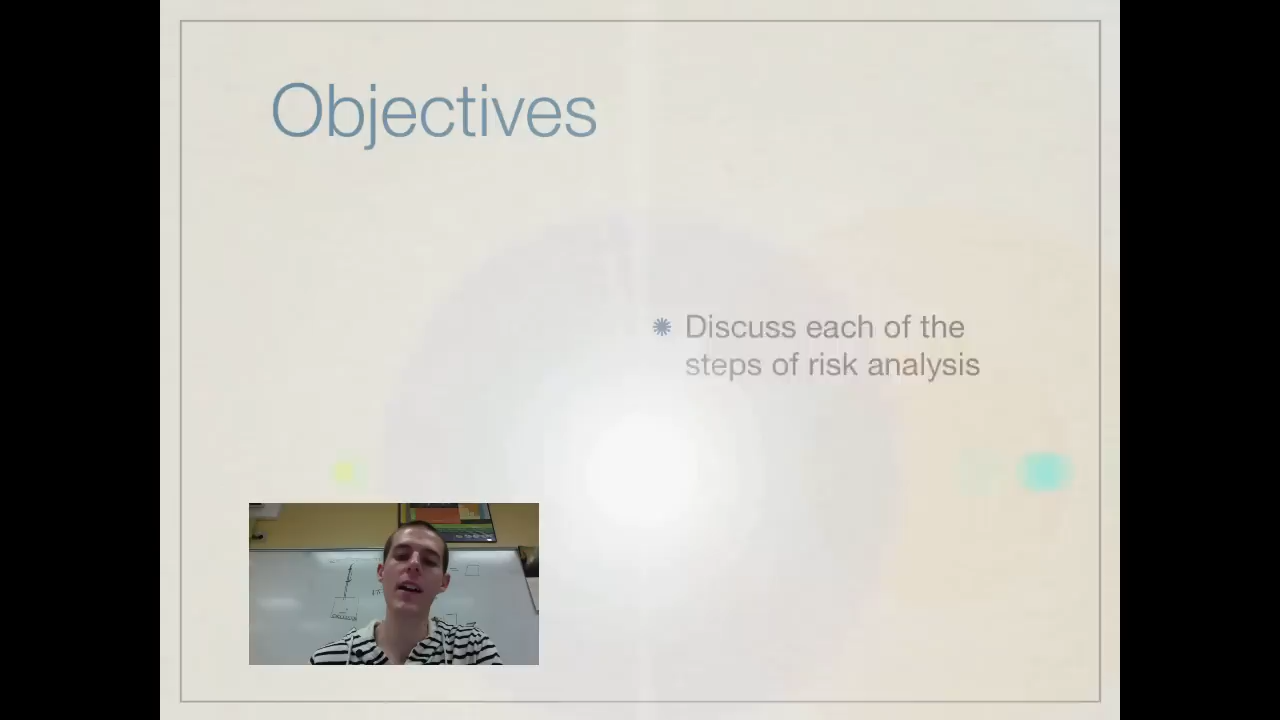 Objectives
Discuss each of the
steps of risk analysis